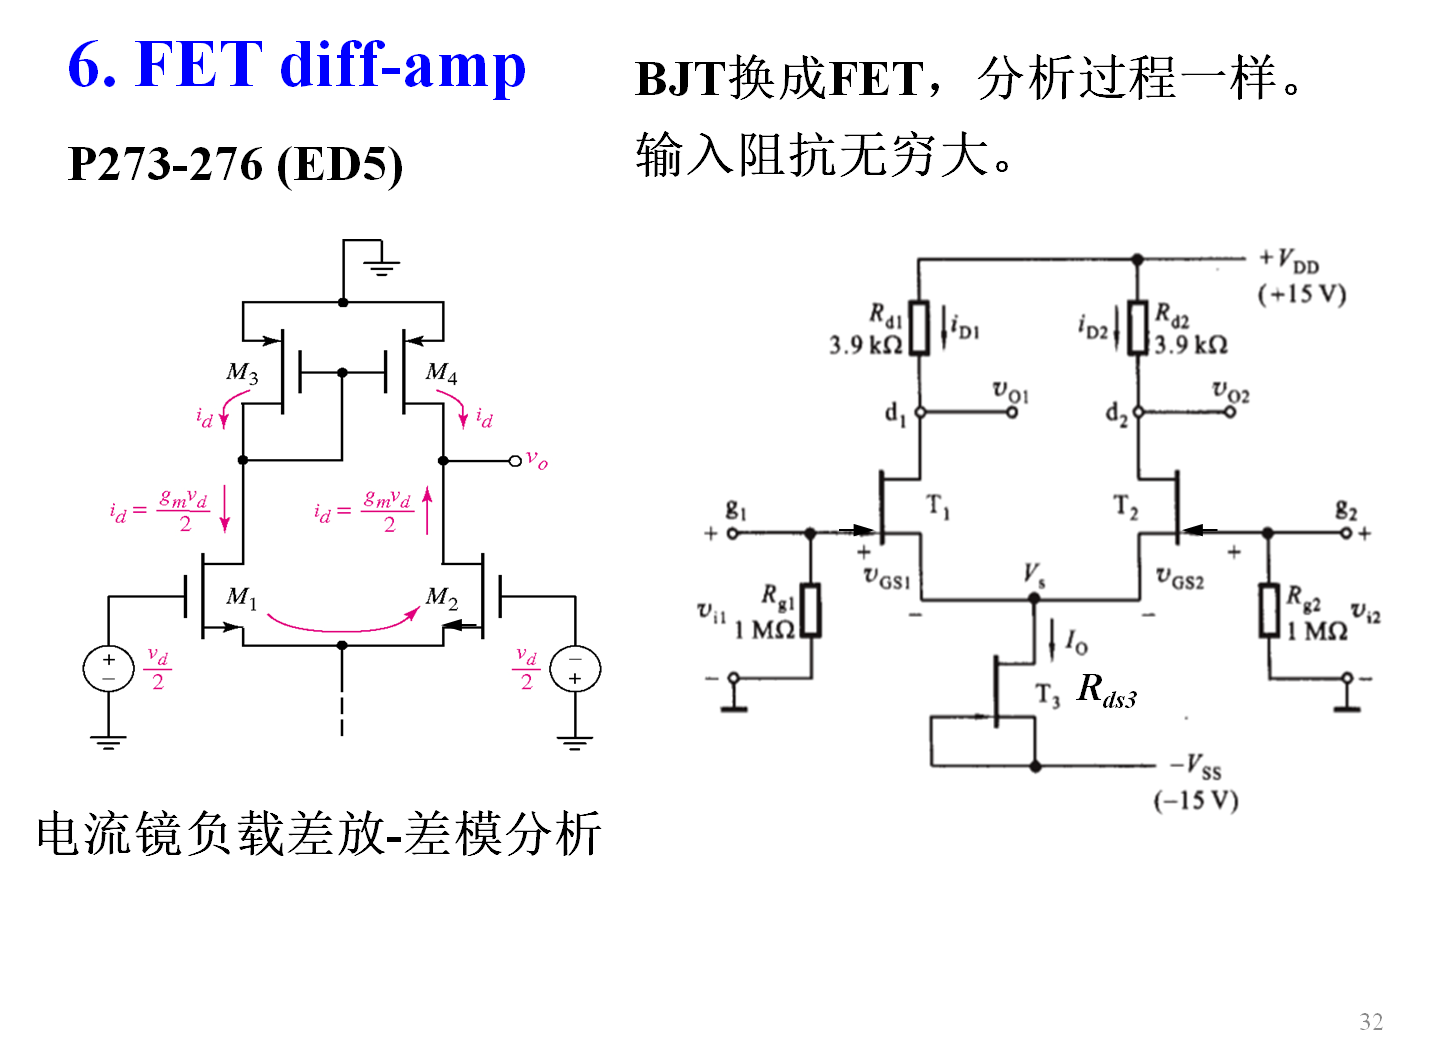 6. FET diff-amp
BJT换成FET，分析过程一样。
P273-276 (ED5)
输入阻抗无穷大。
M3
M4
id
id
vo
id = gmvd/2
id = gmvd/2
M1
M2
+
−
vd/2
vd/2
−
+
电流镜负载差放-差模分析
+VDD
(+15 V)
Rd1
3.9 kΩ
iD1
iD2
Rd2
3.9 kΩ
vO1
vO2
d1
d2
g1
T1
T2
g2
+
+
+
vGS1
−
Vs
+
vGS2
−
vi1
Rg1
1 MΩ
Rg2
1 MΩ
vi2
IO
−
−
T3
Rds3
−VSS
(−15 V)
32